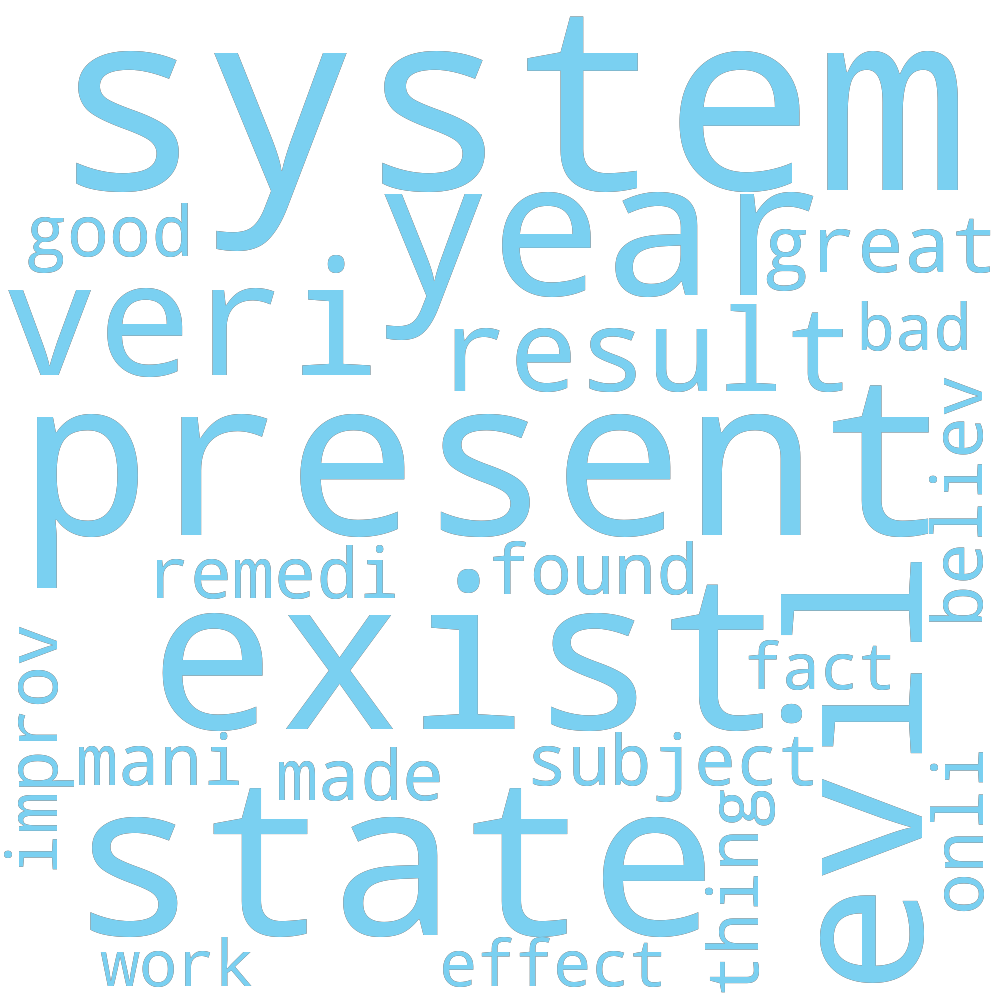 system
year
good
great
veri
result
bad
present
believ
remedi
found
exist
evil
fact
improv
mani
made
subject
state
thing
onli
work
effect